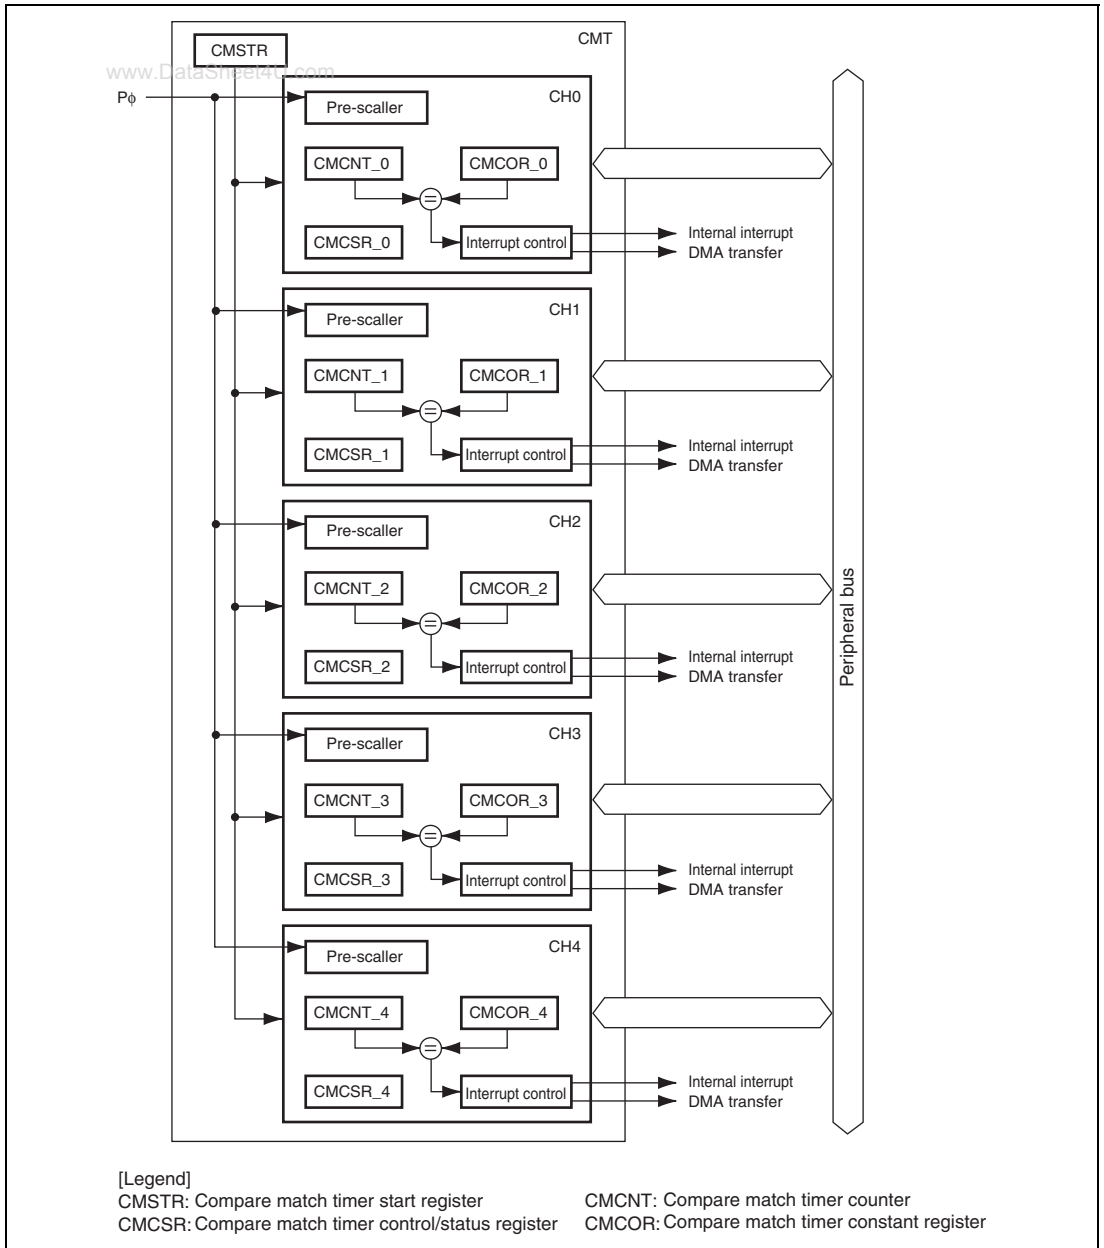 CMSTR
CMT
www.DataSheet4U.com
Pϕ
CH0
Pre-scaller
CMCNT_0
CMCOR_0
=
CMCSR_0
Interrupt control
Internal interrupt
DMA transfer
CH1
Pre-scaller
CMCNT_1
CMCOR_1
=
CMCSR_1
Interrupt control
Internal interrupt
DMA transfer
CH2
Pre-scaller
CMCNT_2
CMCOR_2
=
CMCSR_2
Interrupt control
Internal interrupt
DMA transfer
CH3
Pre-scaller
CMCNT_3
CMCOR_3
=
CMCSR_3
Interrupt control
Internal interrupt
DMA transfer
CH4
Pre-scaller
CMCNT_4
CMCOR_4
=
CMCSR_4
Interrupt control
Internal interrupt
DMA transfer
Peripheral bus
[Legend]
CMSTR: Compare match timer start register
CMCSR: Compare match timer control/status register
CMCNT: Compare match timer counter
CMCOR: Compare match timer constant register